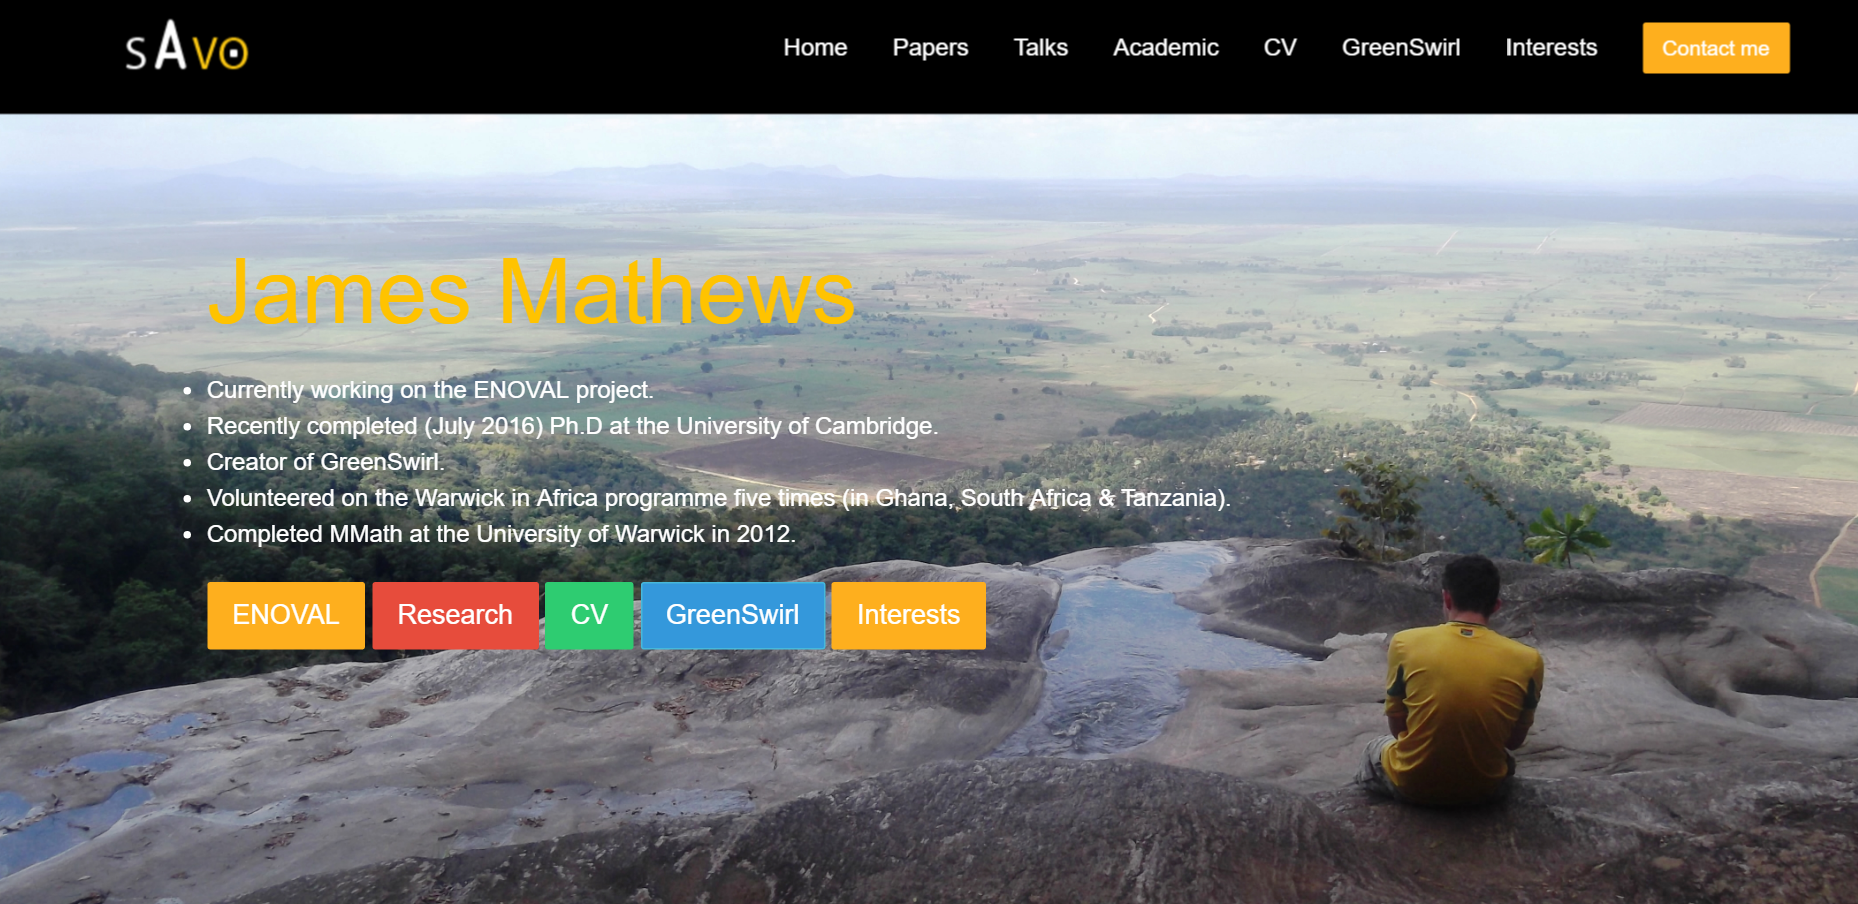 sAvo
Home Papers Talks Academic CV GreenSwirl Interests Contact me
James Mathews
• Currently working on the ENOVAL project.
• Recently completed (July 2016) Ph.D at the University of Cambridge.
• Creator of GreenSwirl.
• Volunteered on the Warwick in Africa programme five times (in Ghana, South Africa & Tanzania).
• Completed MMath at the University of Warwick in 2012.
ENOVAL Research CV GreenSwirl Interests